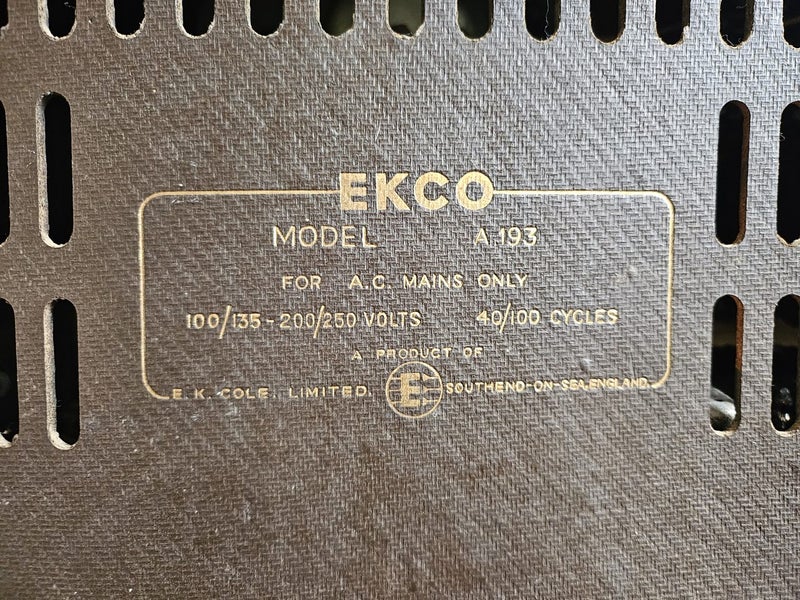 EKCO
MODEL A.193
FOR A.C. MAINS ONLY
100/135-200/250 VOLTS 40/100 CYCLES
A PRODUCT OF
E.K. COLE, LIMITED. E SOUTHEND-ON-SEA, ENGLAND.